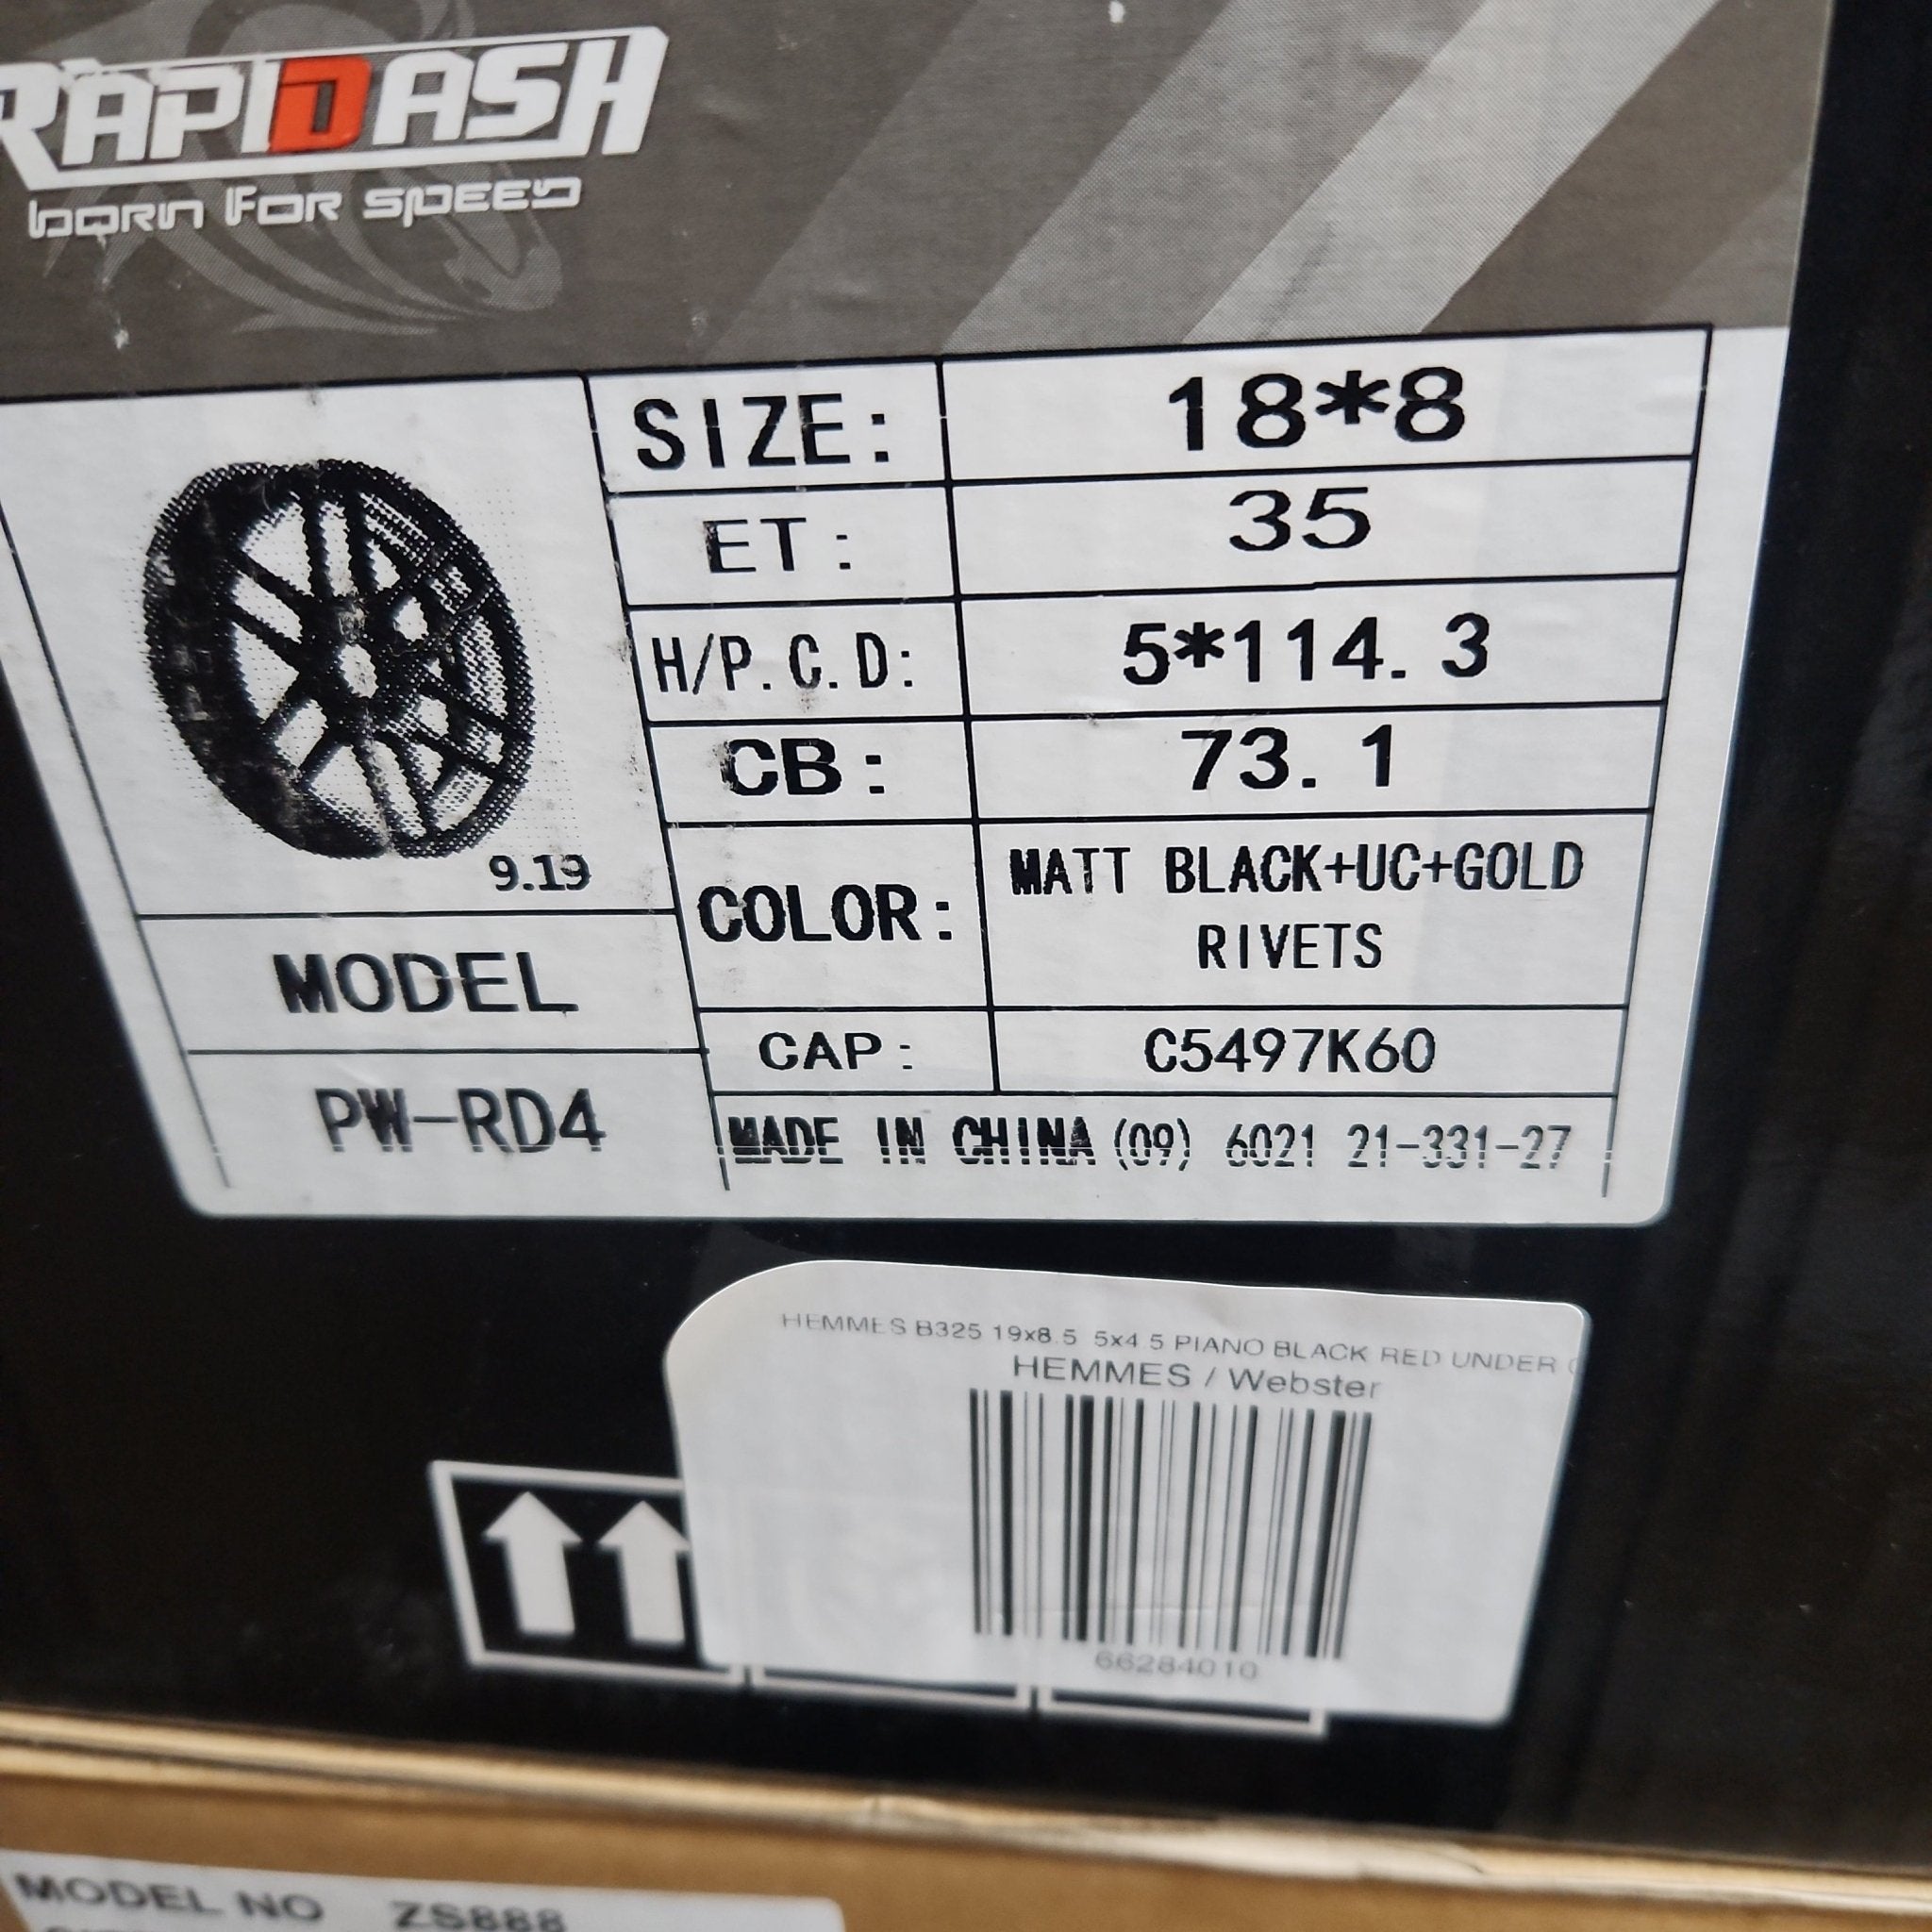 RAPIDASH
BORN FOR SPEED
SIZE: 18*8
ET: 35
H/P.C.D: 5*114.3
CB: 73.1
9.19
COLOR: MATT BLACK+UC+GOLD
RIVETS
MODEL
CAP: C5497K60
PW-RD4
MADE IN CHINA (09) 6021 21-331-27
HEMMES B325 19x8.5 5x4.5 PIANO BLACK RED UNDER
HEMMES / Webster
66284010
MODEL NO ZS888